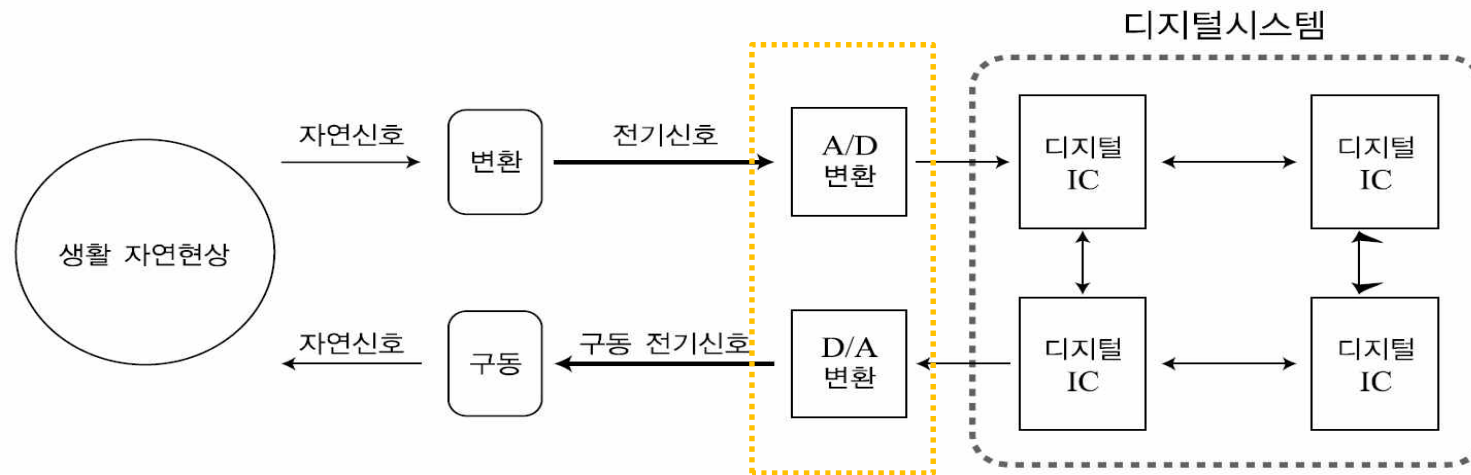 디지털시스템
자연신호
변환
전기신호
A/D
변환
디지털
IC
디지털
IC
생활 자연현상
자연신호
구동
구동 전기신호
D/A
변환
디지털
IC
디지털
IC